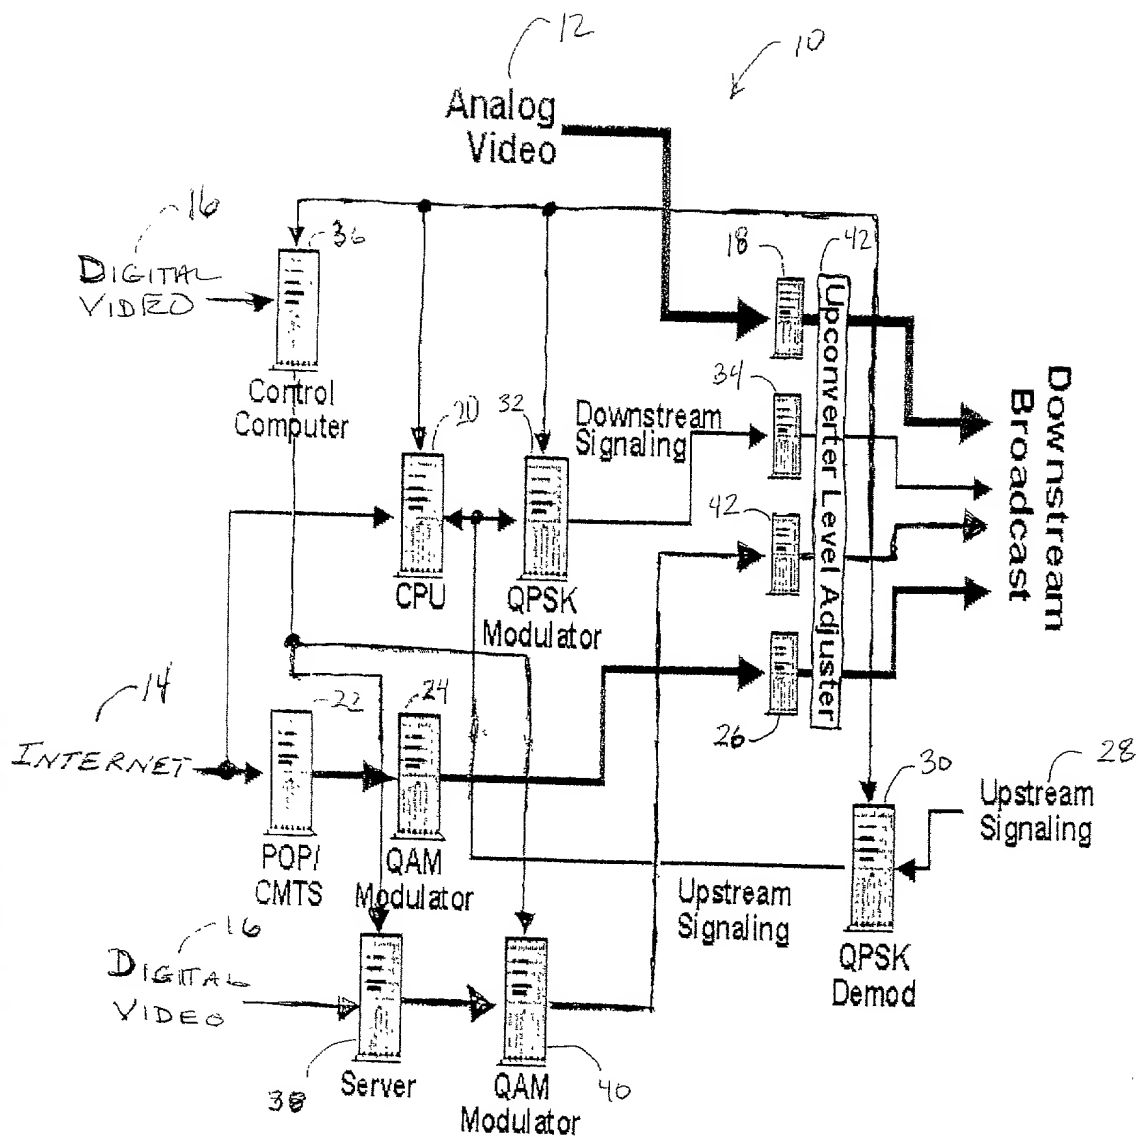 12
10
Analog
Video
16
DIGITAL
VIDEO
36
Control
Computer
18
42
Upconverter Level Adjuster
34
20
32
Downstream
Signaling
Downstream
Broadcast
CPU
QPSK
Modulator
42
26
14
INTERNET
22
24
POP/
CMTS
QAM
Modulator
30
28
Upstream
Signaling
Upstream
Signaling
QPSK
Demod
16
DIGITAL
VIDEO
38
Server
QAM
Modulator
40